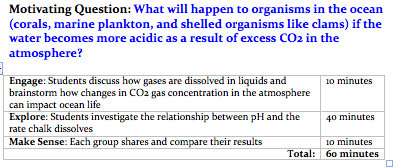 Motivating Question: What will happen to organisms in the ocean
(corals, marine plankton, and shelled organisms like clams) if the
water becomes more acidic as a result of excess CO2 in the
atmosphere?
Engage: Students discuss how gases are dissolved in liquids and 10 minutes
brainstorm how changes in CO2 gas concentration in the atmosphere
can impact ocean life
Explore: Students investigate the relationship between pH and the 40 minutes
rate chalk dissolves
Make Sense: Each group shares and compare their results 10 minutes
Total: 60 minutes